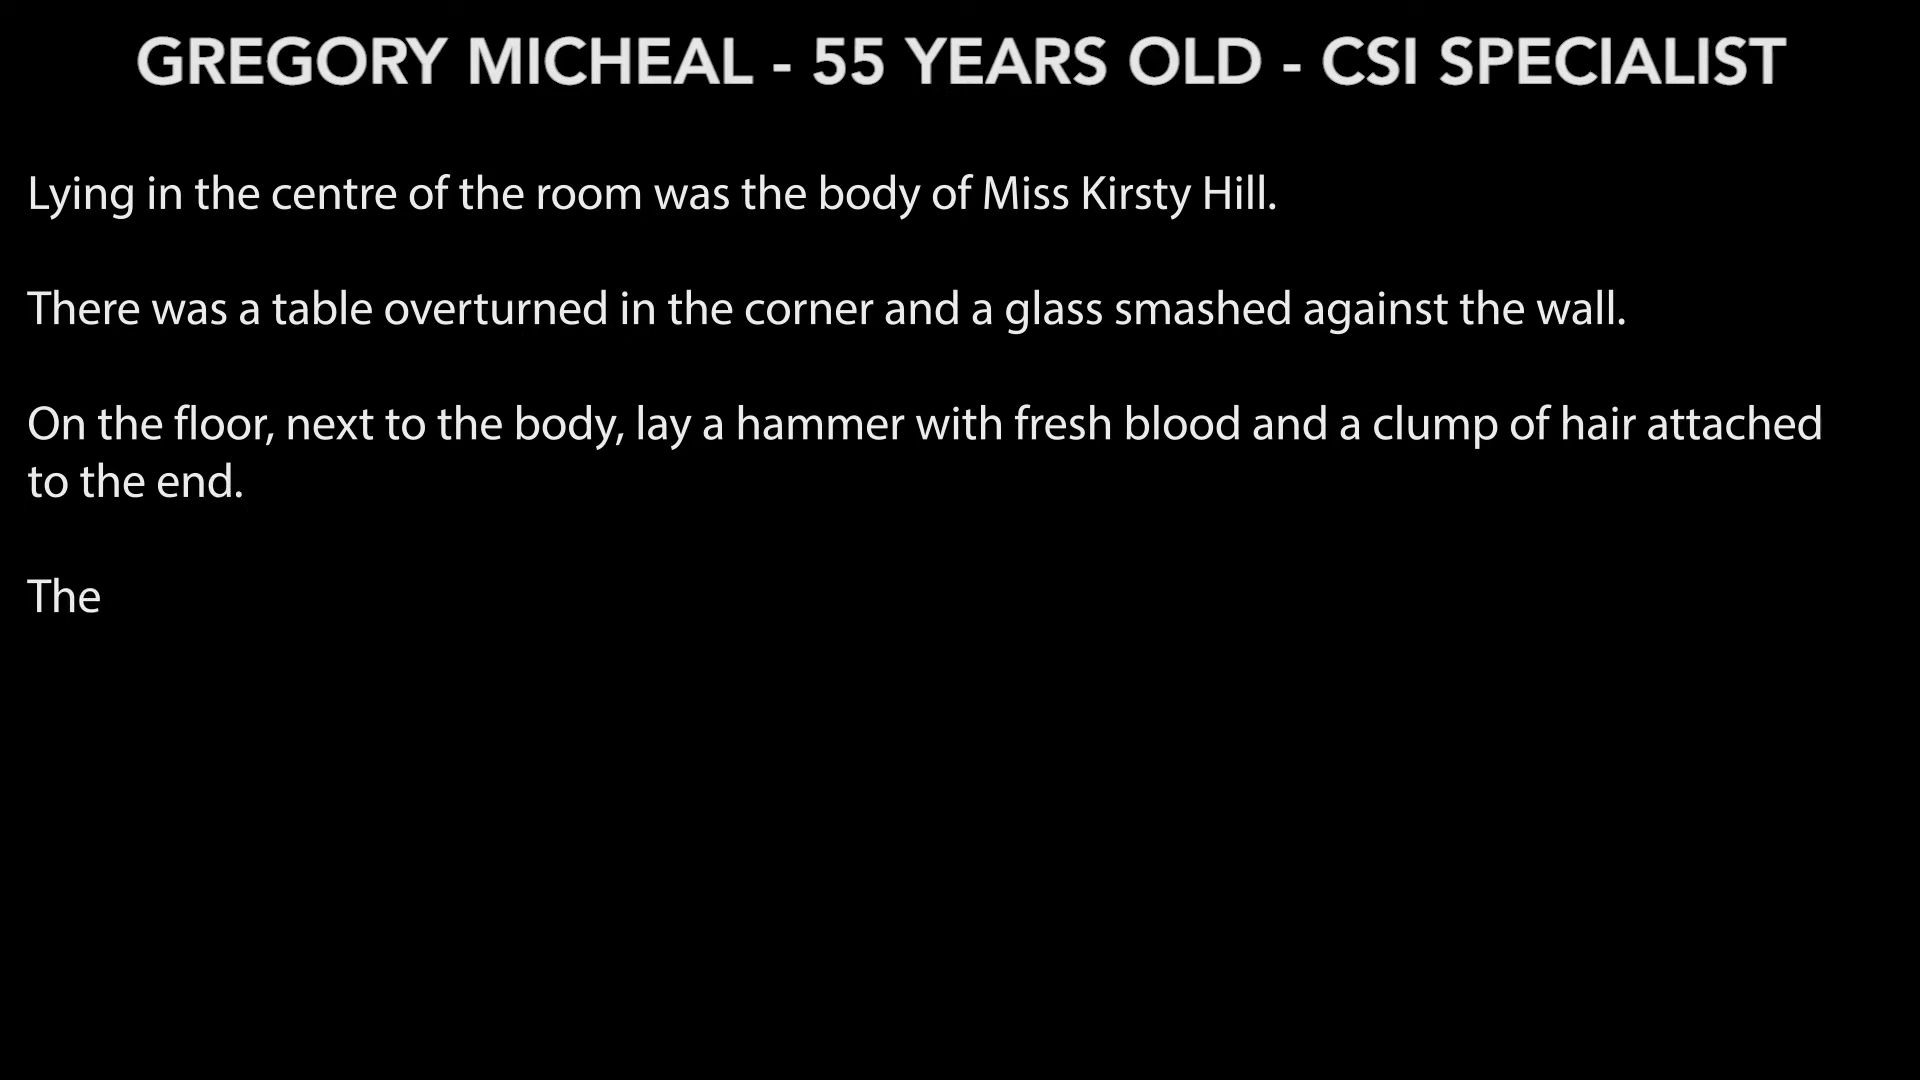 GREGORY MICHEAL - 55 YEARS OLD - CSI SPECIALIST
Lying in the centre of the room was the body of Miss Kirsty Hill.
There was a table overturned in the corner and a glass smashed against the wall.
On the floor, next to the body, lay a hammer with fresh blood and a clump of hair attached
to the end.
The